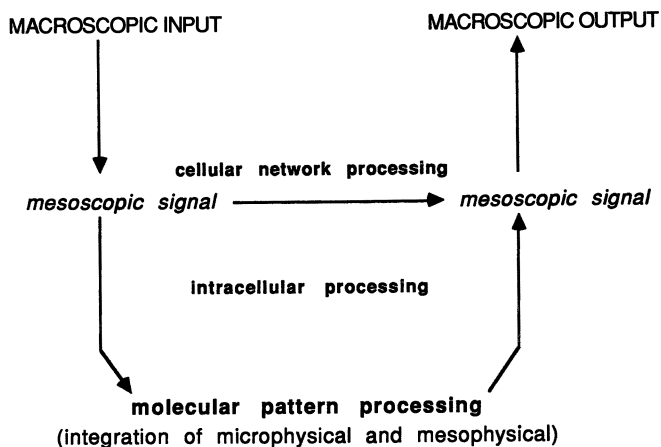 MACROSCOPIC INPUT
MACROSCOPIC OUTPUT
cellular network processing
mesoscopic signal
mesoscopic signal
intracellular processing
molecular pattern processing
(integration of microphysical and mesophysical)